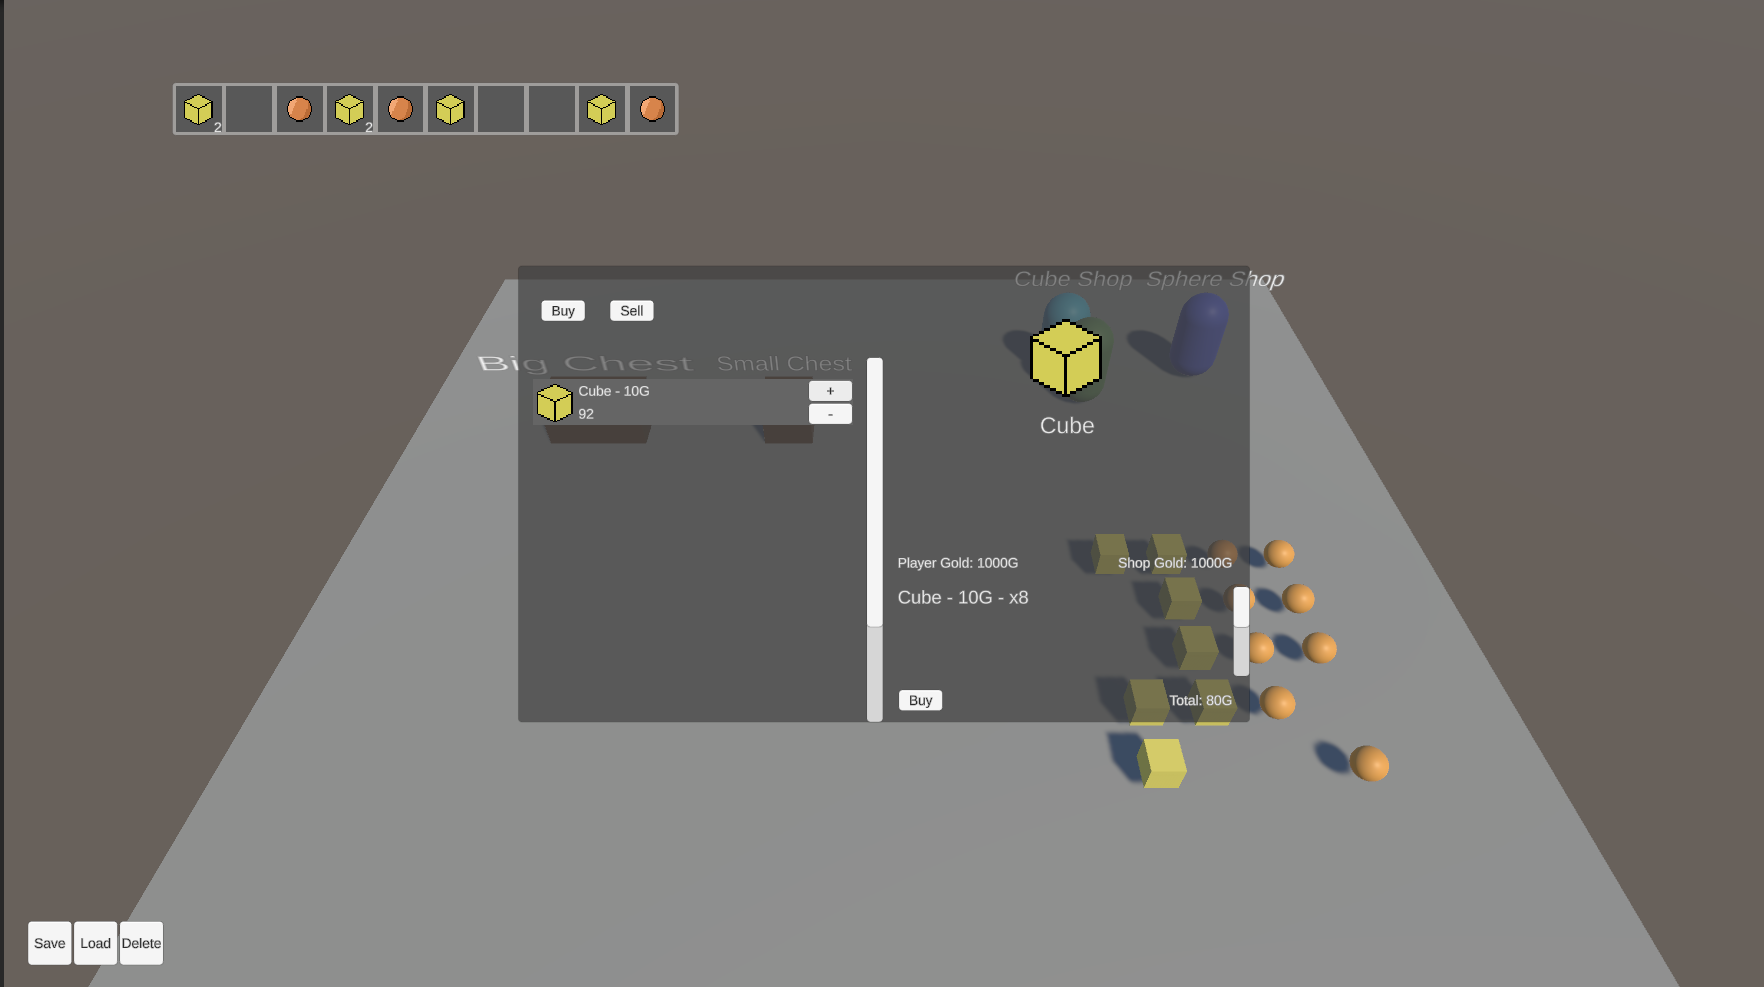 2
2
Cube Shop
Sphere Shop
Buy
Sell
Big Chest
Small Chest
Cube - 10G
+
92
-
Cube
Player Gold: 1000G
Shop Gold: 1000G
Cube - 10G - x8
Buy
Total: 80G
Save
Load
Delete